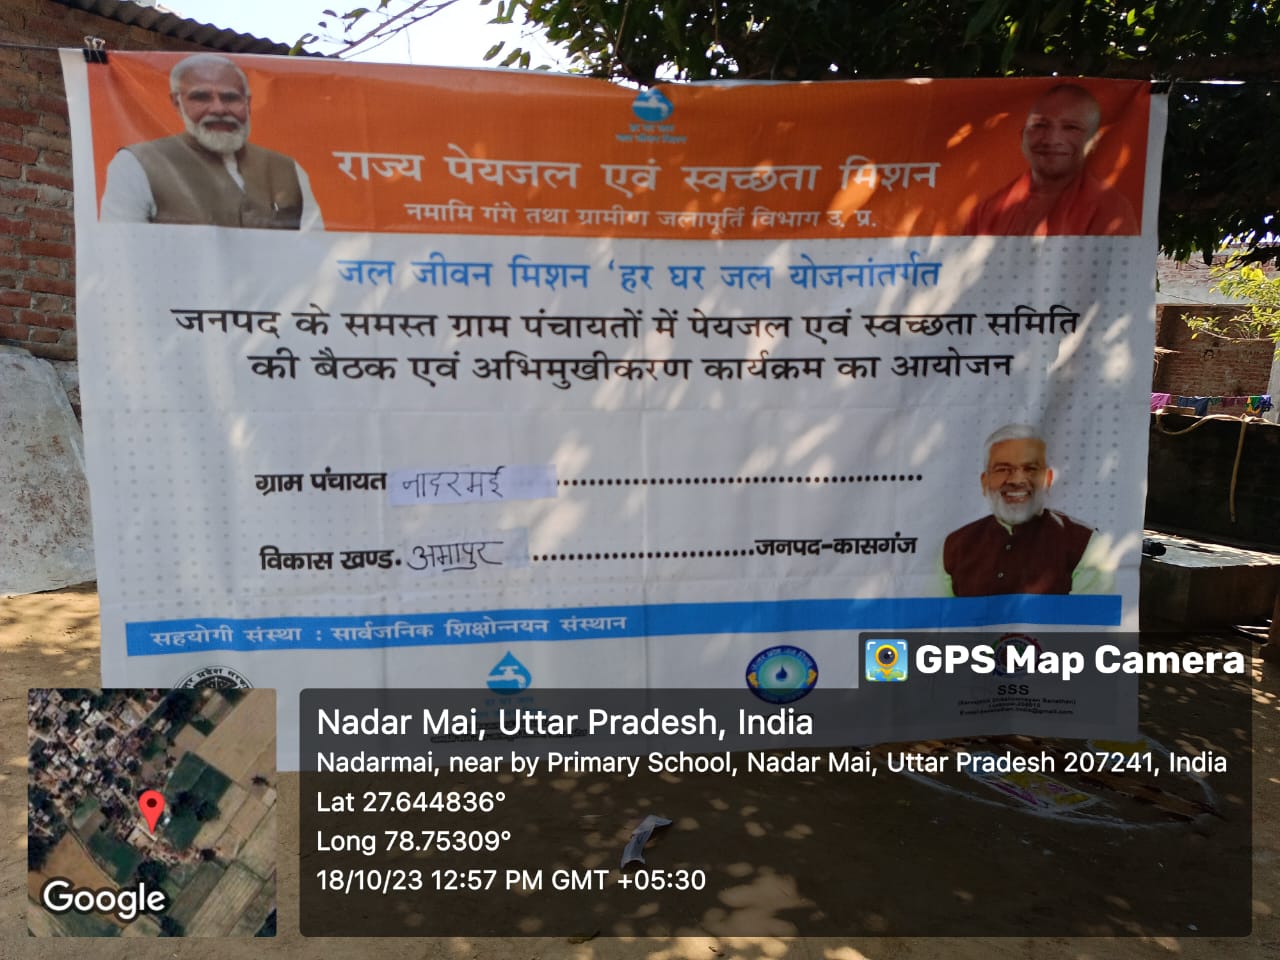 राज्य पेयजल एवं स्वच्छता मिशन
नमामि गंगे तथा ग्रामीण जलापूर्ति विभाग उ. प्र.
जल जीवन मिशन 'हर घर जल योजनांतर्गत
जनपद के समस्त ग्राम पंचायतों में पेयजल एवं स्वच्छता समिति
की बैठक एवं अभिमुखीकरण कार्यक्रम का आयोजन
ग्राम पंचायत नादरमई
विकास खण्ड. अमापुर जनपद-कासगंज
सहयोगी संस्था : सार्वजनिक शिक्षोन्नयन संस्थान
SSS
GPS Map Camera
Nadar Mai, Uttar Pradesh, India
Nadarmai, near by Primary School, Nadar Mai, Uttar Pradesh 207241, India
Lat 27.644836°
Long 78.75309°
18/10/23 12:57 PM GMT +05:30
Google